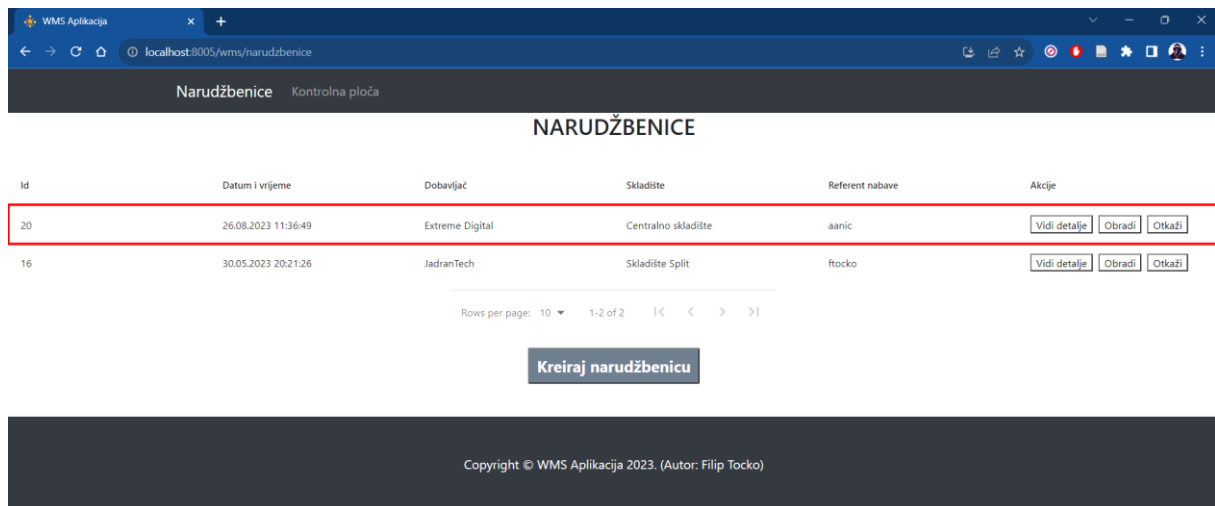 WMS Aplikacija
localhost:8005/wms/narudzbenice
Narudžbenice Kontrolna ploča
NARUDŽBENICE
Id Datum i vrijeme Dobavljač Skladište Referent nabave Akcije
20 26.08.2023 11:36:49 Extreme Digital Centralno skladište aanic Vidi detalje Obradi Otkaži
16 30.05.2023 20:21:26 JadranTech Skladište Split ftocko Vidi detalje Obradi Otkaži
Rows per page: 10 1-2 of 2
Kreiraj narudžbenicu
Copyright © WMS Aplikacija 2023. (Autor: Filip Tocko)